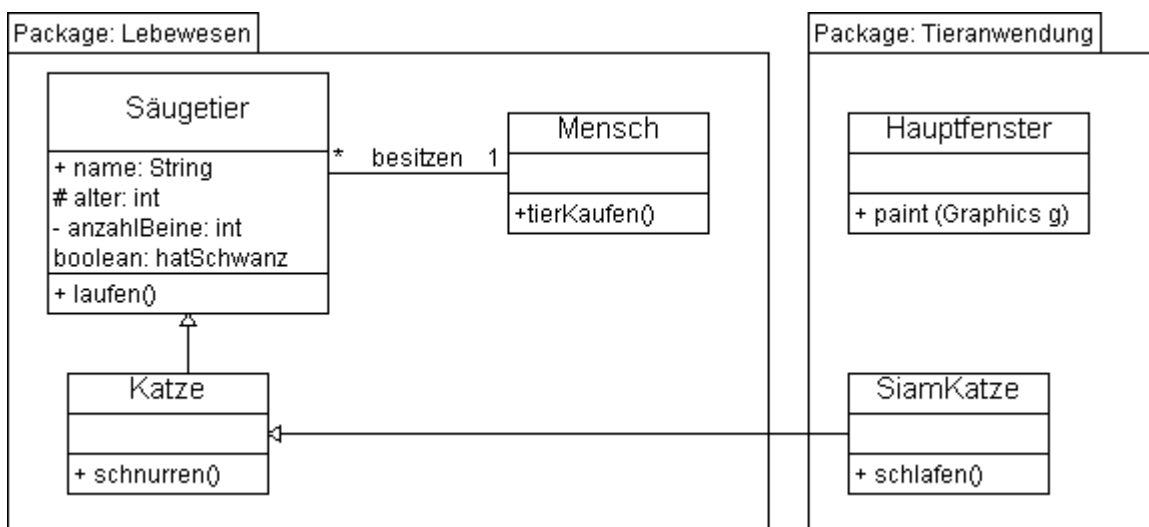 Package: Lebewesen
Säugetier
+ name: String
# alter: int
- anzahlBeine: int
boolean: hatSchwanz
+ laufen()
* besitzen 1
Mensch
+tierKaufen()
Katze
+ schnurren()
Package: Tieranwendung
Hauptfenster
+ paint (Graphics g)
SiamKatze
+ schlafen()